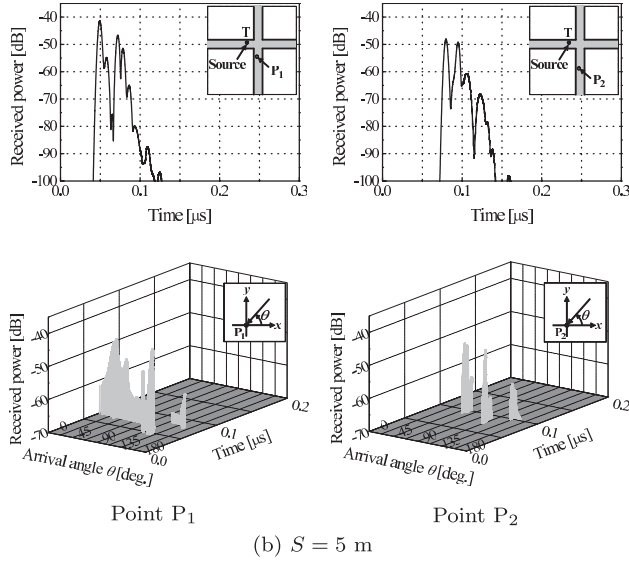 -40
-50
-60
-70
-80
-90
-100
Received power [dB]
0.0
0.1
0.2
0.3
Time [μs]
T
Source
P1
-40
-50
-60
-70
-80
-90
-100
Received power [dB]
0.0
0.1
0.2
0.3
Time [μs]
T
Source
P2
-40
-50
-60
-70
Received power [dB]
0
45
90
135
180
Arrival angle θ [deg.]
0.0
0.1
0.2
Time [μs]
y
θ
P1
x
Point P1
-40
-50
-60
-70
Received power [dB]
0
45
90
135
180
Arrival angle θ [deg.]
0.0
0.1
0.2
Time [μs]
y
θ
P2
x
Point P2
(b) S = 5 m